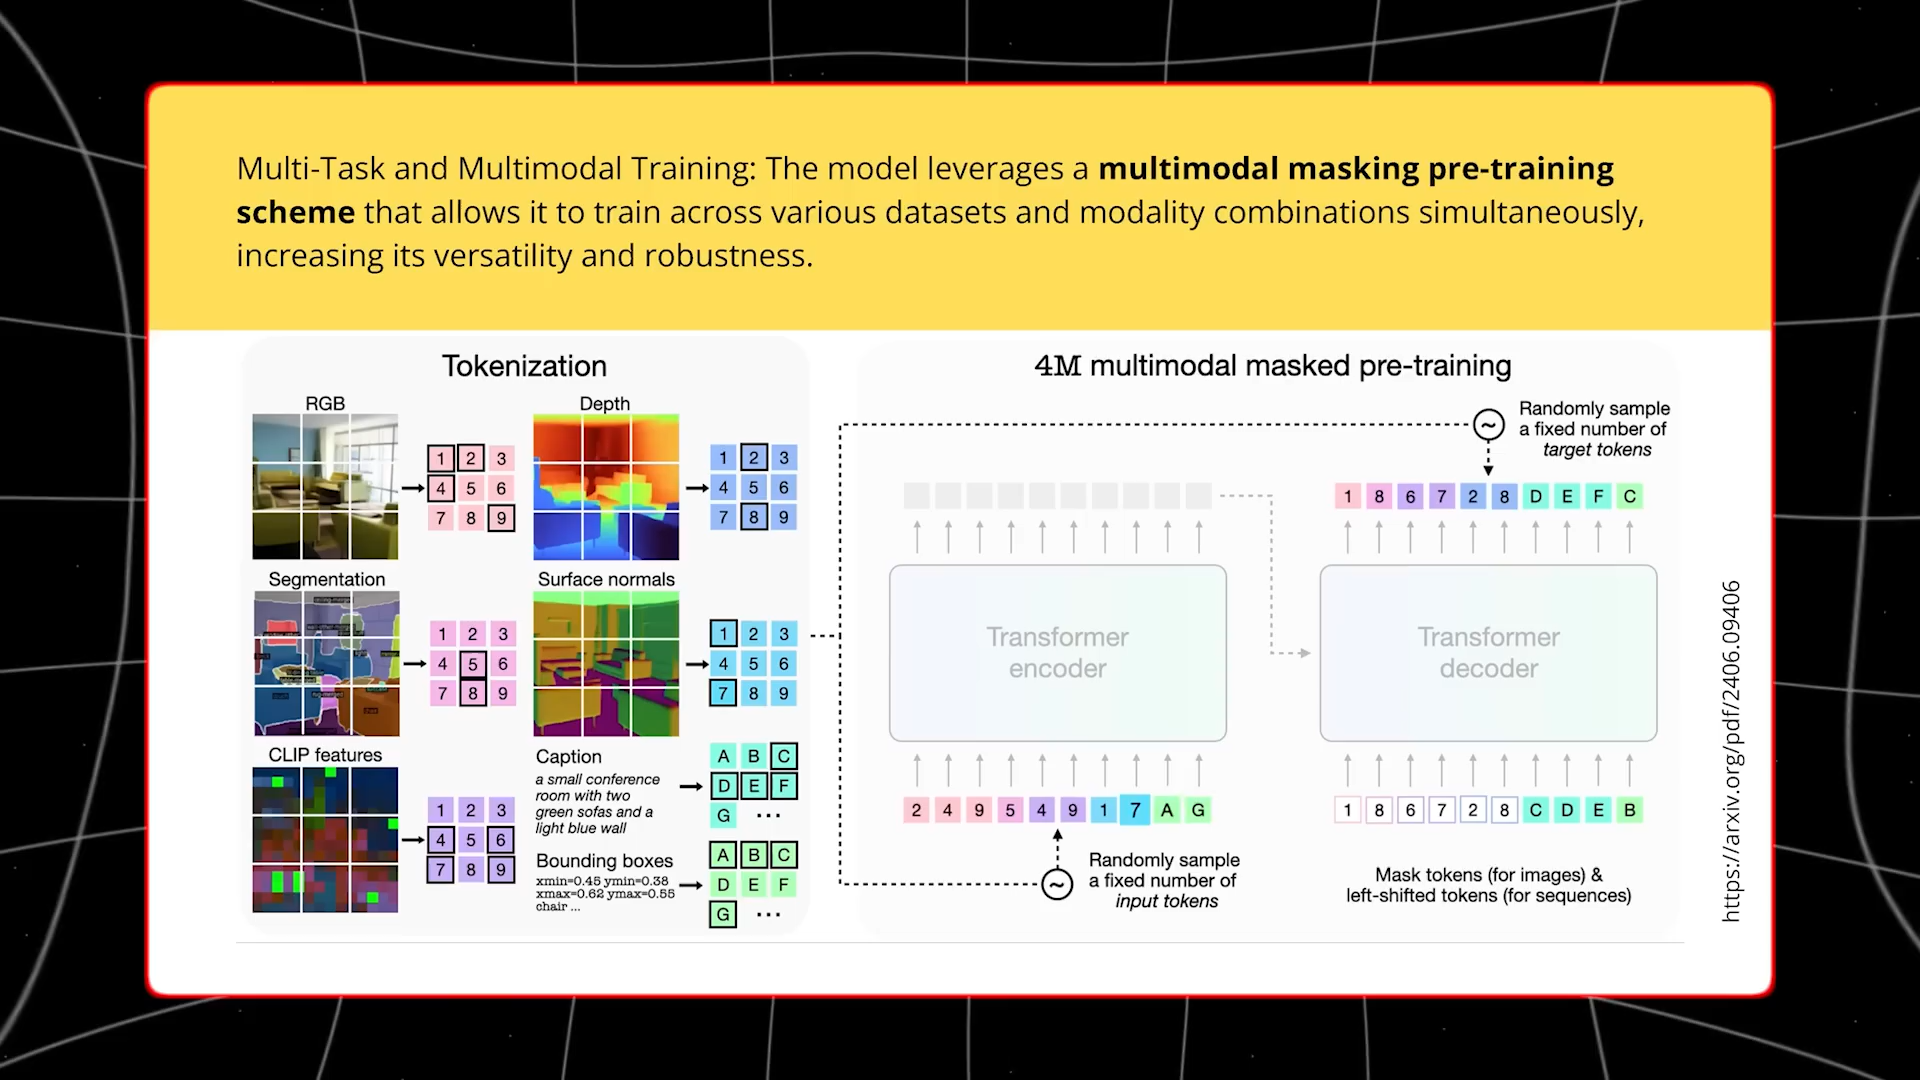 Multi-Task and Multimodal Training: The model leverages a multimodal masking pre-training
scheme that allows it to train across various datasets and modality combinations simultaneously,
increasing its versatility and robustness.
Tokenization
RGB
1 2 3
4 5 6
7 8 9
Depth
1 2 3
4 5 6
7 8 9
Segmentation
1 2 3
4 5 6
7 8 9
Surface normals
1 2 3
4 5 6
7 8 9
CLIP features
1 2 3
4 5 6
7 8 9
Caption
a small conference
room with two
green sofas and a
light blue wall
A B C
D E F
G ...
Bounding boxes
xmin=0.45 ymin=0.38
xmax=0.62 ymax=0.55
chair ...
A B C
D E F
G ...
4M multimodal masked pre-training
~
Randomly sample
a fixed number of
target tokens
1 8 6 7 2 8 D E F C
Transformer
encoder
Transformer
decoder
2 4 9 5 4 9 1 7 A G
1 8 6 7 2 8 C D E B
~
Randomly sample
a fixed number of
input tokens
Mask tokens (for images) &
left-shifted tokens (for sequences)
https://arxiv.org/pdf/2406.09406